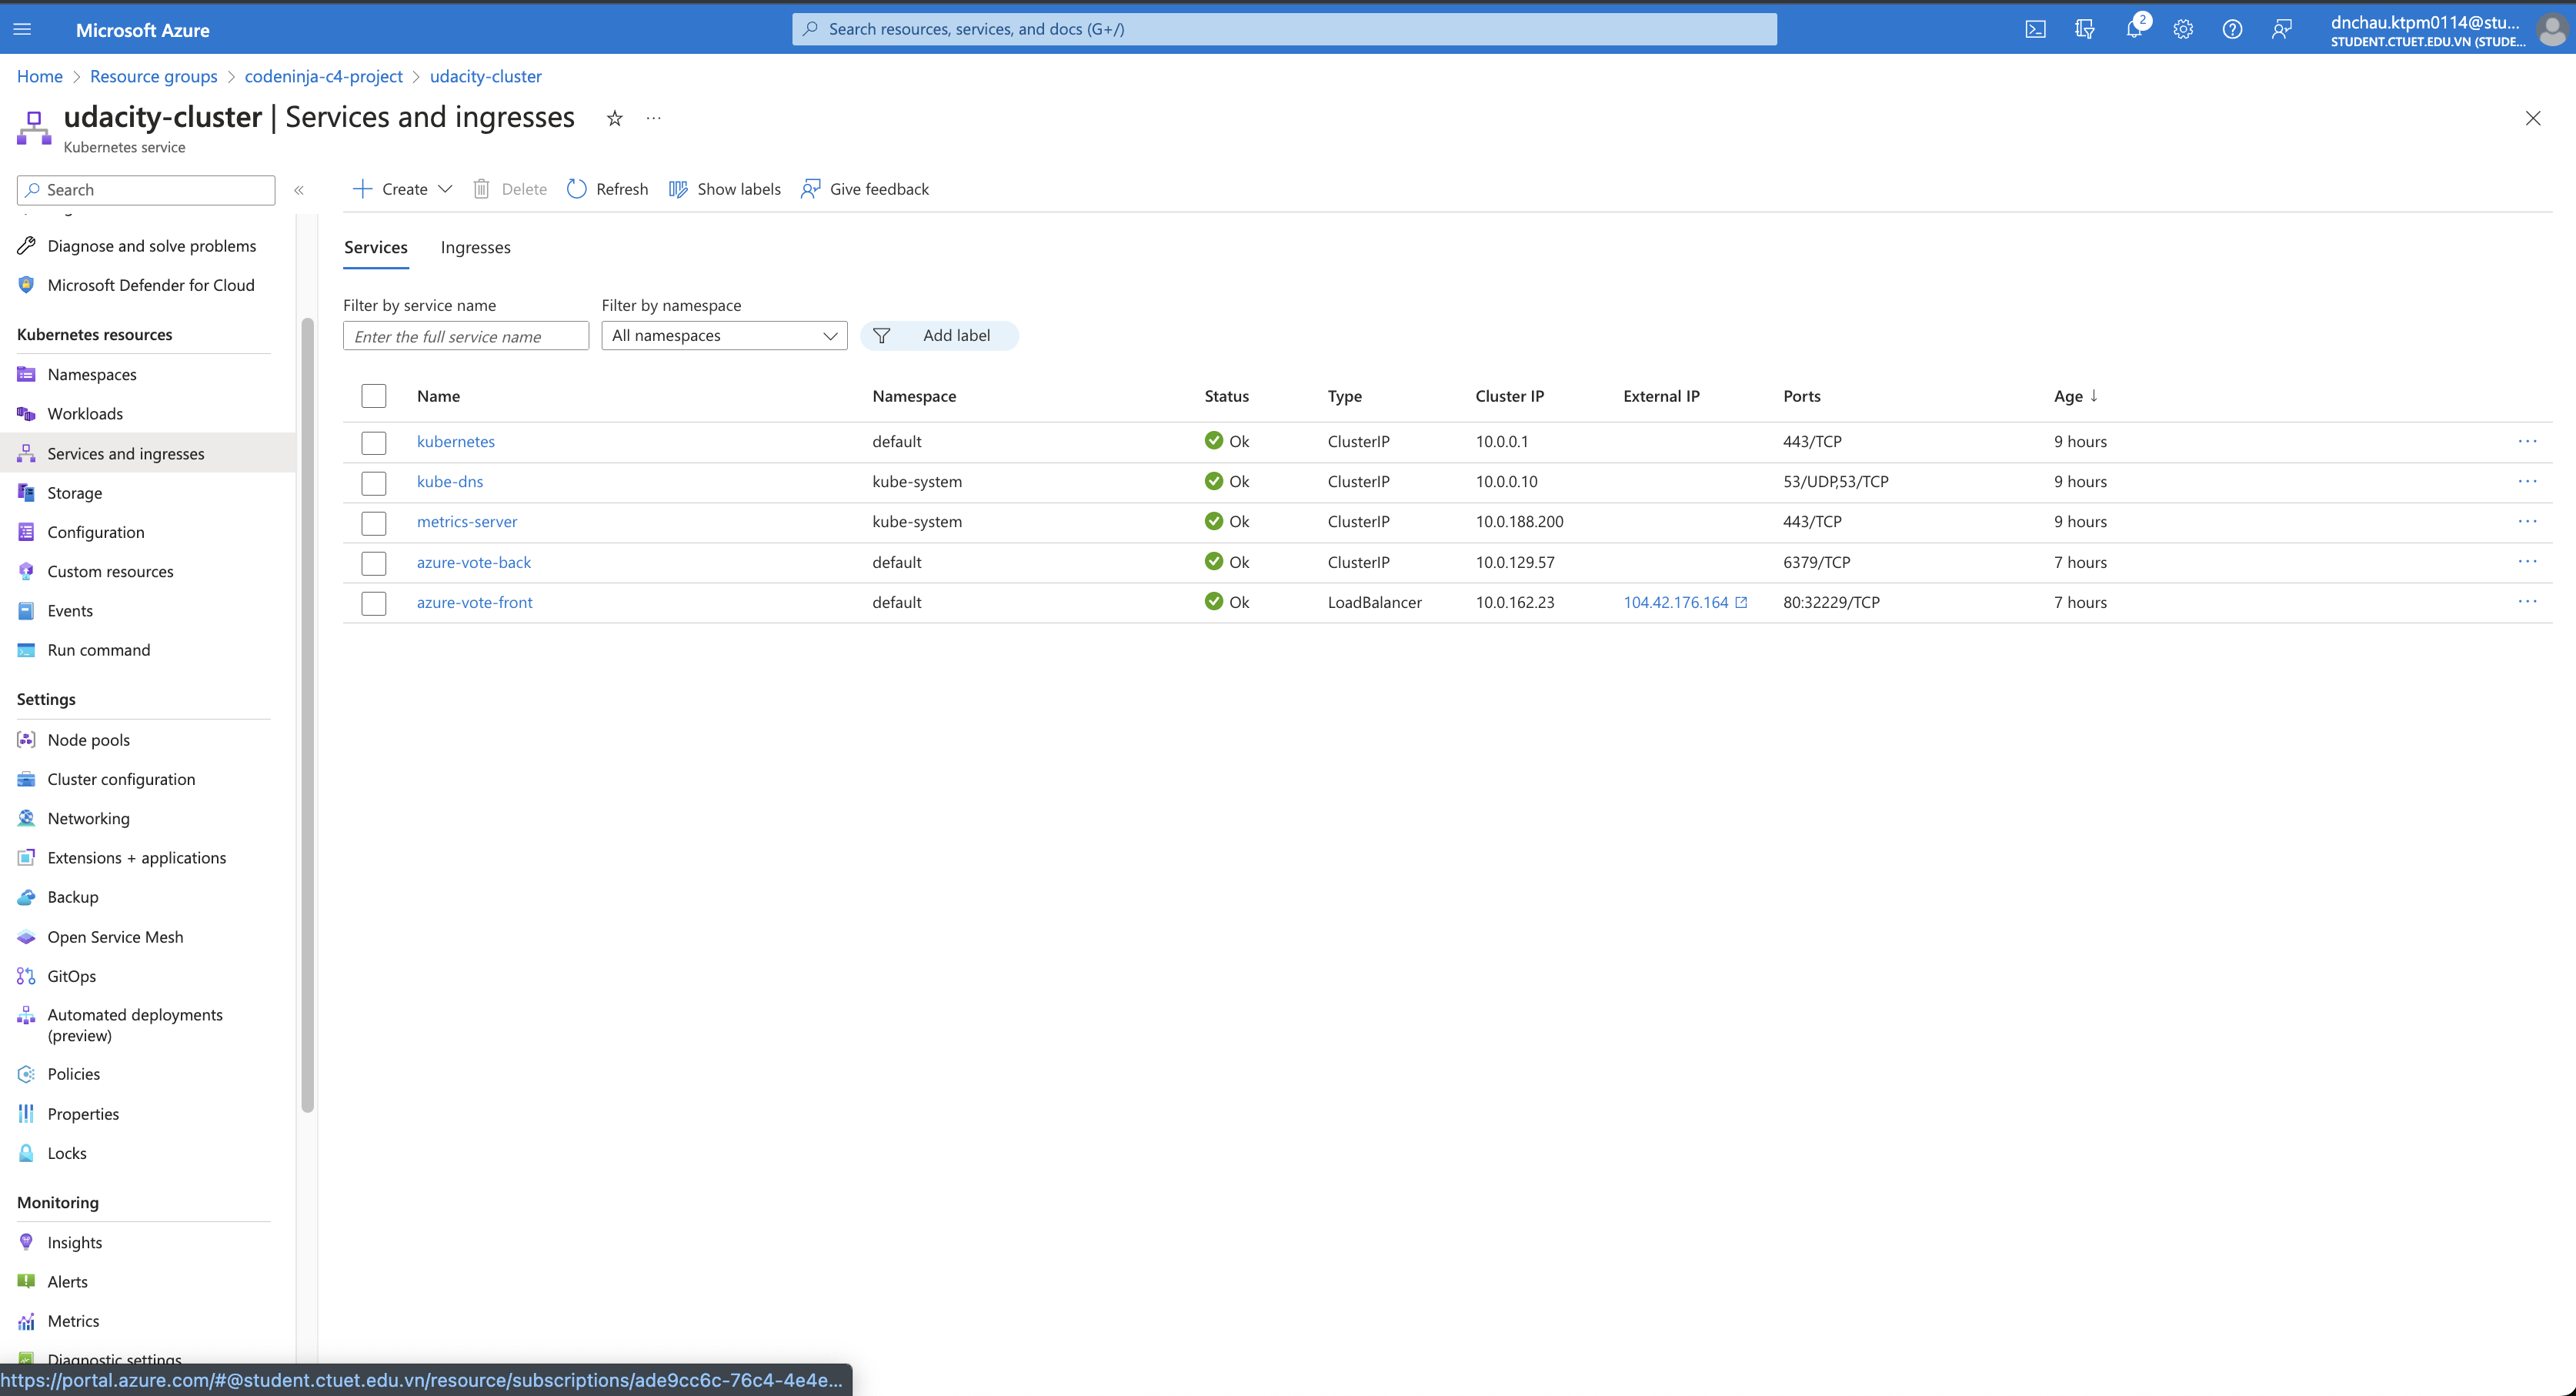 Microsoft Azure
Search resources, services, and docs (G+/)
2
dnchau.ktpm0114@stu...
STUDENT.CTUET.EDU.VN (STUDE...
Home > Resource groups > codeninja-c4-project > udacity-cluster
udacity-cluster | Services and ingresses
Kubernetes service
Search
Create
Delete
Refresh
Show labels
Give feedback
Diagnose and solve problems
Microsoft Defender for Cloud
Kubernetes resources
Namespaces
Workloads
Services and ingresses
Storage
Configuration
Custom resources
Events
Run command
Settings
Node pools
Cluster configuration
Networking
Extensions + applications
Backup
Open Service Mesh
GitOps
Automated deployments
(preview)
Policies
Properties
Locks
Monitoring
Insights
Alerts
Metrics
Diagnostic settings
Services Ingresses
Filter by service name
Enter the full service name
Filter by namespace
All namespaces
Add label
Name Namespace Status Type Cluster IP External IP Ports Age ↓
kubernetes default Ok ClusterIP 10.0.0.1 443/TCP 9 hours
kube-dns kube-system Ok ClusterIP 10.0.0.10 53/UDP,53/TCP 9 hours
metrics-server kube-system Ok ClusterIP 10.0.188.200 443/TCP 9 hours
azure-vote-back default Ok ClusterIP 10.0.129.57 6379/TCP 7 hours
azure-vote-front default Ok LoadBalancer 10.0.162.23 104.42.176.164 80:32229/TCP 7 hours
https://portal.azure.com/#@student.ctuet.edu.vn/resource/subscriptions/ade9cc6c-76c4-4e4e...